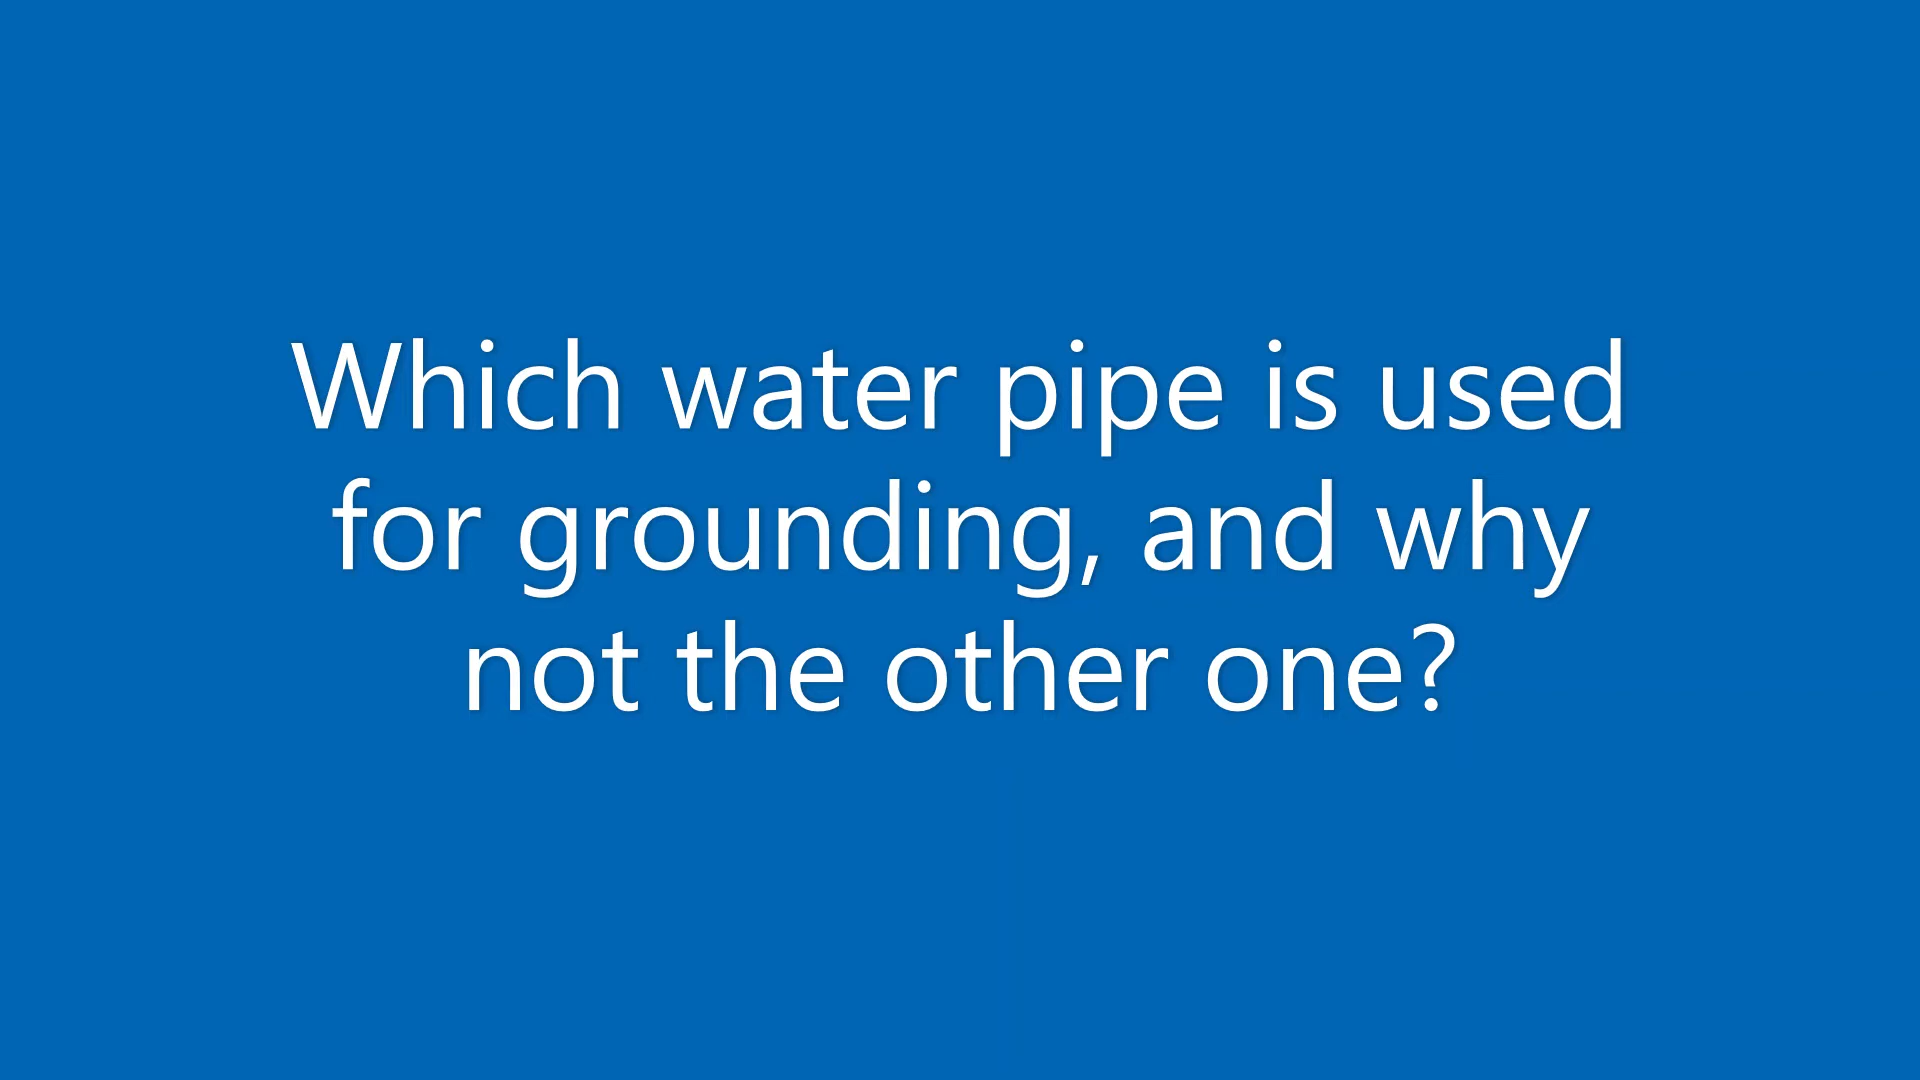 Which water pipe is used
for grounding, and why
not the other one?